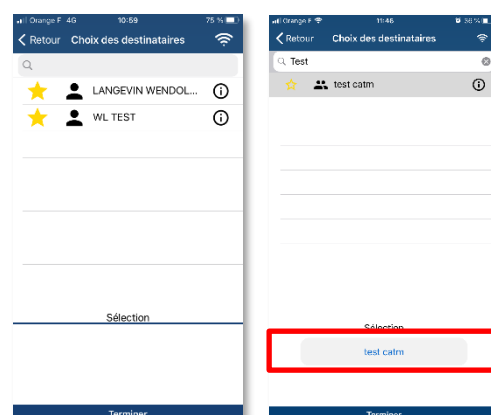 Orange F 4G 10:59 75 %
Retour Choix des destinataires
LANGEVIN WENDOL...
WL TEST
Sélection
Terminer
Orange F 11:46 36 %
Retour Choix des destinataires
Test
test catm
Sélection
test catm
Terminer